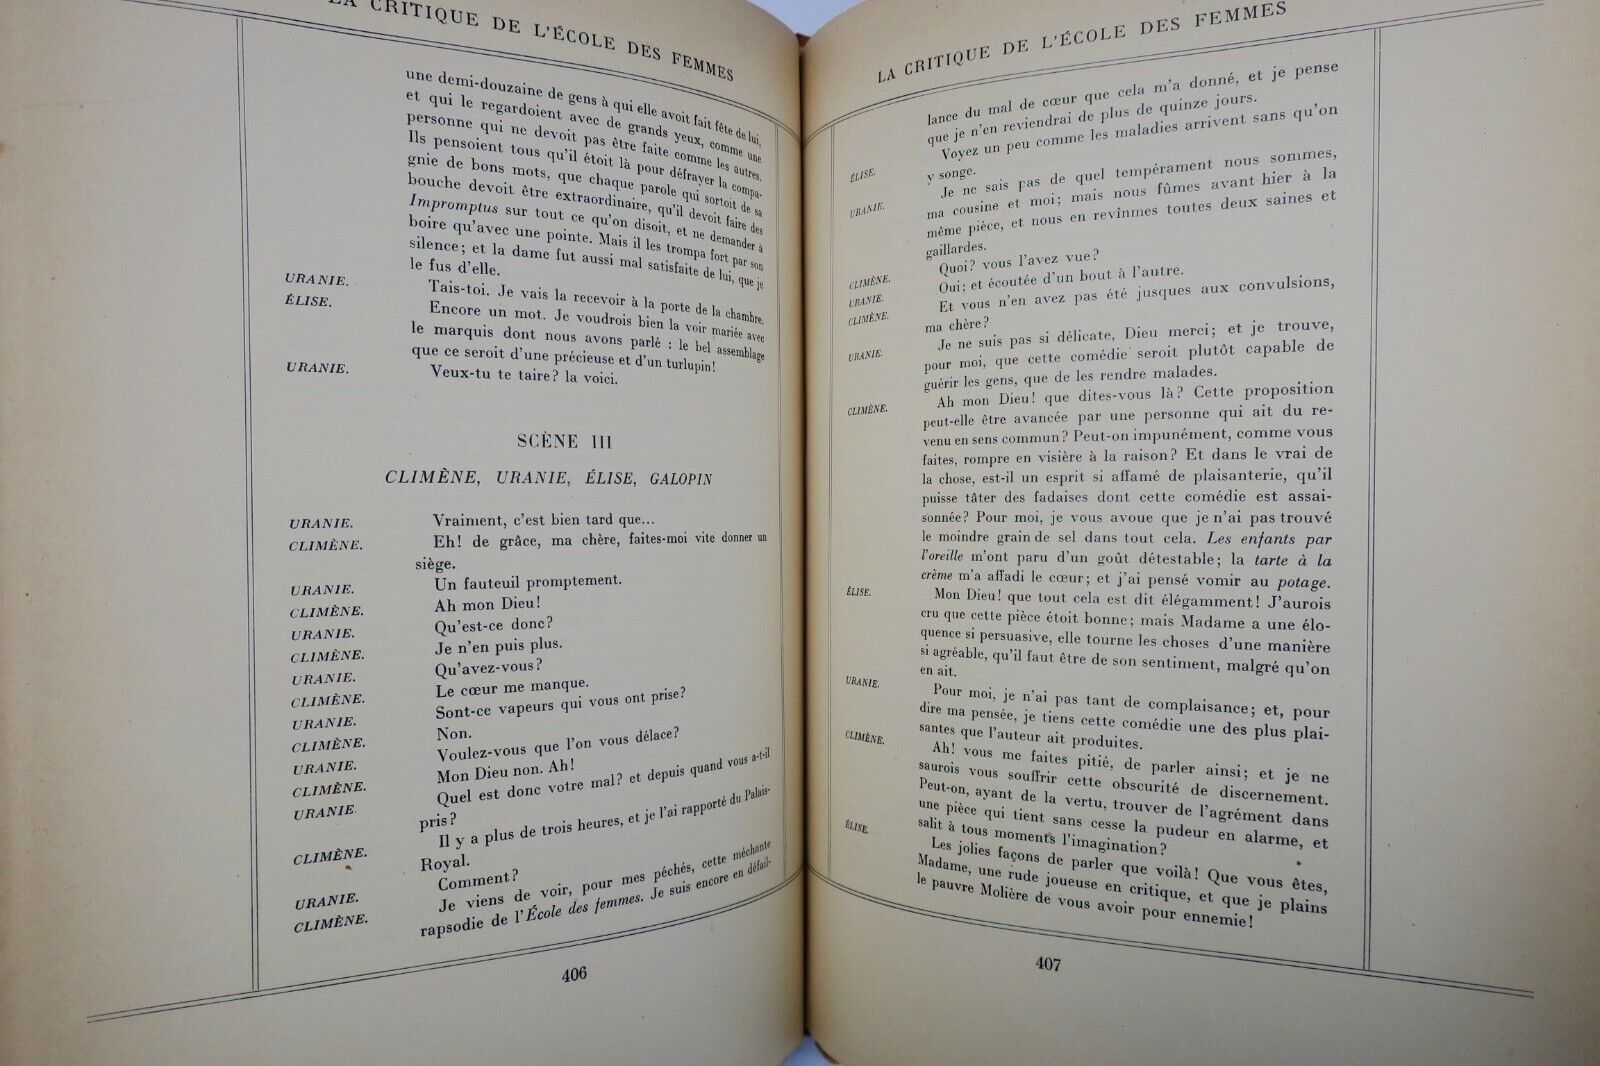 LA CRITIQUE DE L'ÉCOLE DES FEMMES
une demi-douzaine de gens à qui elle avoit fait fête de lui,
et qui le regardoient avec de grands yeux, comme une
personne qui ne devoit pas être faite comme les autres.
Ils pensoient tous qu'il étoit là pour défrayer la compa-
gnie de bons mots, que chaque parole qui sortoit de sa
bouche devoit être extraordinaire, qu'il devoit faire des
Impromptus sur tout ce qu'on disoit, et ne demander à
boire qu'avec une pointe. Mais il les trompa fort par son
silence; et la dame fut aussi mal satisfaite de lui, que je
le fus d'elle.
URANIE. Tais-toi. Je vais la recevoir à la porte de la chambre.
ÉLISE. Encore un mot. Je voudrois bien la voir mariée avec
le marquis dont nous avons parlé : le bel assemblage
que ce seroit d'une précieuse et d'un turlupin!
URANIE. Veux-tu te taire? la voici.
SCÈNE III
CLIMÈNE, URANIE, ÉLISE, GALOPIN
URANIE. Vraiment, c'est bien tard que...
CLIMÈNE. Eh! de grâce, ma chère, faites-moi vite donner un
siège.
URANIE. Un fauteuil promptement.
CLIMÈNE. Ah mon Dieu!
URANIE. Qu'est-ce donc?
CLIMÈNE. Je n'en puis plus.
URANIE. Qu'avez-vous?
CLIMÈNE. Le cœur me manque.
URANIE. Sont-ce vapeurs qui vous ont prise?
CLIMÈNE. Non.
URANIE. Voulez-vous que l'on vous délace?
CLIMÈNE. Mon Dieu non. Ah!
URANIE. Quel est donc votre mal? et depuis quand vous a-t-il
pris?
CLIMÈNE. Il y a plus de trois heures, et je l'ai rapporté du Palais-
Royal.
URANIE. Comment?
CLIMÈNE. Je viens de voir, pour mes péchés, cette méchante
rapsodie de l'École des femmes. Je suis encore en défail-
406
LA CRITIQUE DE L'ÉCOLE DES FEMMES
lance du mal de cœur que cela m'a donné, et je pense
que je n'en reviendrai de plus de quinze jours.
ÉLISE. Voyez un peu comme les maladies arrivent sans qu'on
y songe.
URANIE. Je ne sais pas de quel tempérament nous sommes,
ma cousine et moi; mais nous fûmes avant-hier à la
même pièce, et nous en revînmes toutes deux saines et
gaillardes.
CLIMÈNE. Quoi? vous l'avez vue?
URANIE. Oui; et écoutée d'un bout à l'autre.
CLIMÈNE. Et vous n'en avez pas été jusques aux convulsions,
ma chère?
URANIE. Je ne suis pas si délicate, Dieu merci; et je trouve,
pour moi, que cette comédie seroit plutôt capable de
guérir les gens, que de les rendre malades.
CLIMÈNE. Ah mon Dieu! que dites-vous là? Cette proposition
peut-elle être avancée par une personne qui ait du re-
venu en sens commun? Peut-on impunément, comme vous
faites, rompre en visière à la raison? Et dans le vrai de
la chose, est-il un esprit si affamé de plaisanterie, qu'il
puisse tâter des fadaises dont cette comédie est assai-
sonnée? Pour moi, je vous avoue que je n'ai pas trouvé
le moindre grain de sel dans tout cela. Les enfants par
l'oreille m'ont paru d'un goût détestable; la tarte à la
crème m'a affadi le cœur; et j'ai pensé vomir au potage.
ÉLISE. Mon Dieu! que tout cela est dit élégamment! J'aurois
cru que cette pièce étoit bonne; mais Madame a une élo-
quence si persuasive, elle tourne les choses d'une manière
si agréable, qu'il faut être de son sentiment, malgré qu'on
en ait.
URANIE. Pour moi, je n'ai pas tant de complaisance; et, pour
dire ma pensée, je tiens cette comédie une des plus plai-
santes que l'auteur ait produites.
CLIMÈNE. Ah! vous me faites pitié, de parler ainsi; et je ne
saurois vous souffrir cette obscurité de discernement.
Peut-on, ayant de la vertu, trouver de l'agrément dans
une pièce qui tient sans cesse la pudeur en alarme, et
salit à tous moments l'imagination?
ÉLISE. Les jolies façons de parler que voilà! Que vous êtes,
Madame, une rude joueuse en critique, et que je plains
le pauvre Molière de vous avoir pour ennemie!
407